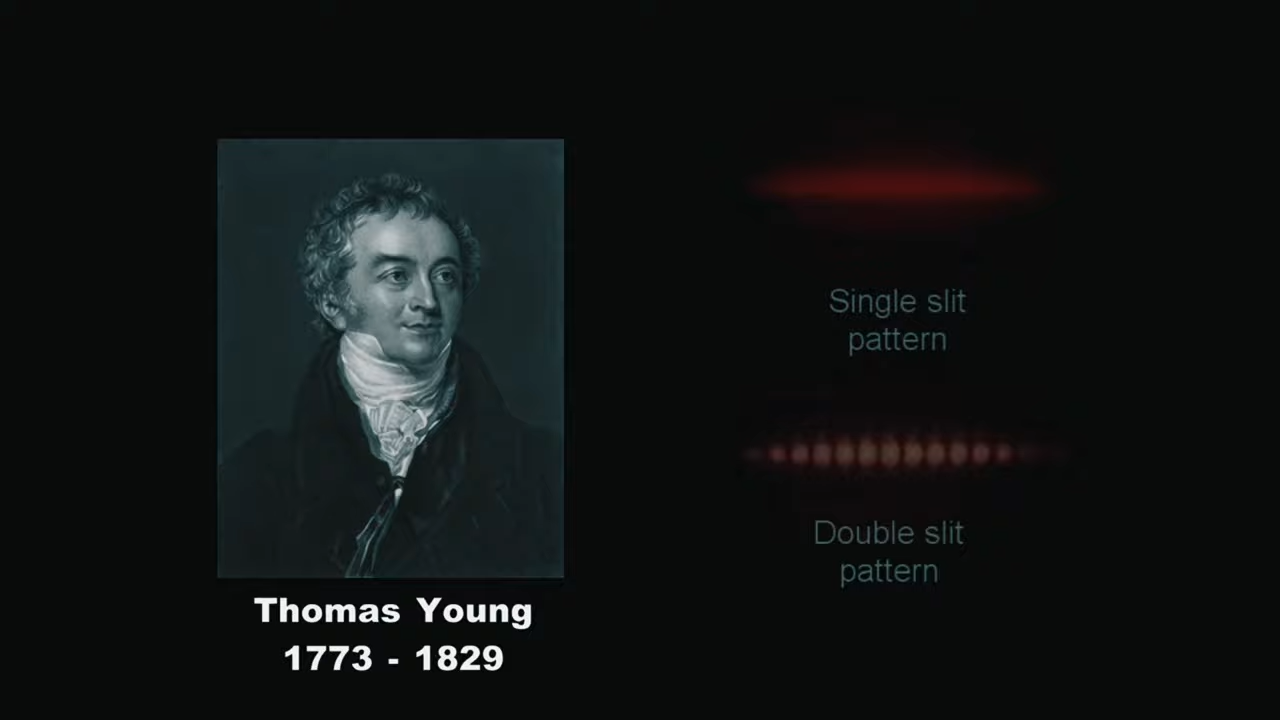 Single slit
pattern
Double slit
pattern
Thomas Young
1773 - 1829